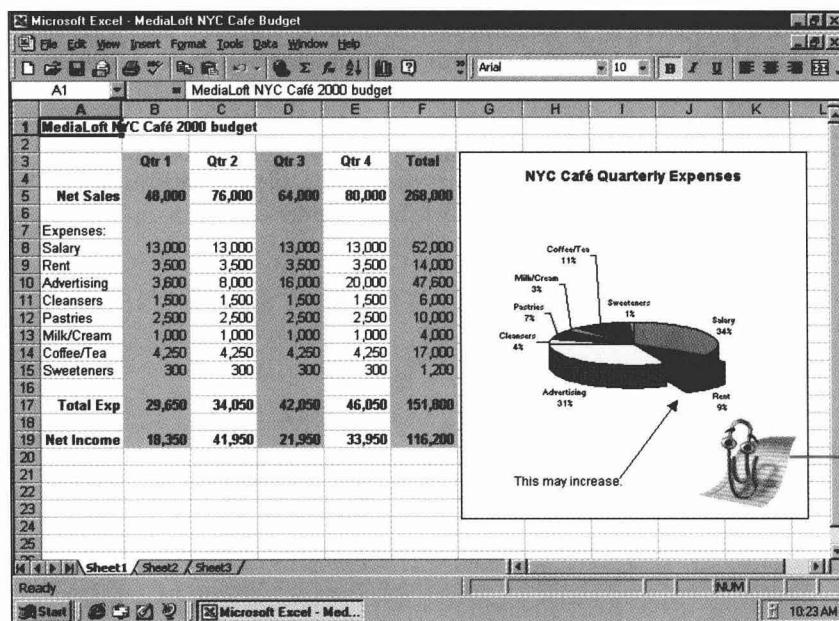 Microsoft Excel - MediaLoft NYC Cafe Budget
File Edit View Insert Format Tools Data Window Help
Arial 10 B I U
A1 = MediaLoft NYC Café 2000 budget
A B C D E F G H I J K L
1 MediaLoft NYC Café 2000 budget
2
3 Qtr 1 Qtr 2 Qtr 3 Qtr 4 Total
4
5 Net Sales 48,000 76,000 64,000 80,000 268,000
6
7 Expenses:
8 Salary 13,000 13,000 13,000 13,000 52,000
9 Rent 3,500 3,500 3,500 3,500 14,000
10 Advertising 3,600 8,000 16,000 20,000 47,600
11 Cleansers 1,500 1,500 1,500 1,500 6,000
12 Pastries 2,500 2,500 2,500 2,500 10,000
13 Milk/Cream 1,000 1,000 1,000 1,000 4,000
14 Coffee/Tea 4,250 4,250 4,250 4,250 17,000
15 Sweeteners 300 300 300 300 1,200
16
17 Total Exp 29,650 34,050 42,050 46,050 151,800
18
19 Net Income 18,350 41,950 21,950 33,950 116,200
20
21
22
23
24
25
NYC Café Quarterly Expenses
Coffee/Tea
11%
Milk/Cream
3%
Pastries
7%
Sweeteners
1%
Cleansers
4%
Salary
34%
Advertising
31%
Rent
9%
This may increase.
Sheet1 Sheet2 Sheet3
Ready NUM
Start Microsoft Excel - Med... 10:23 AM